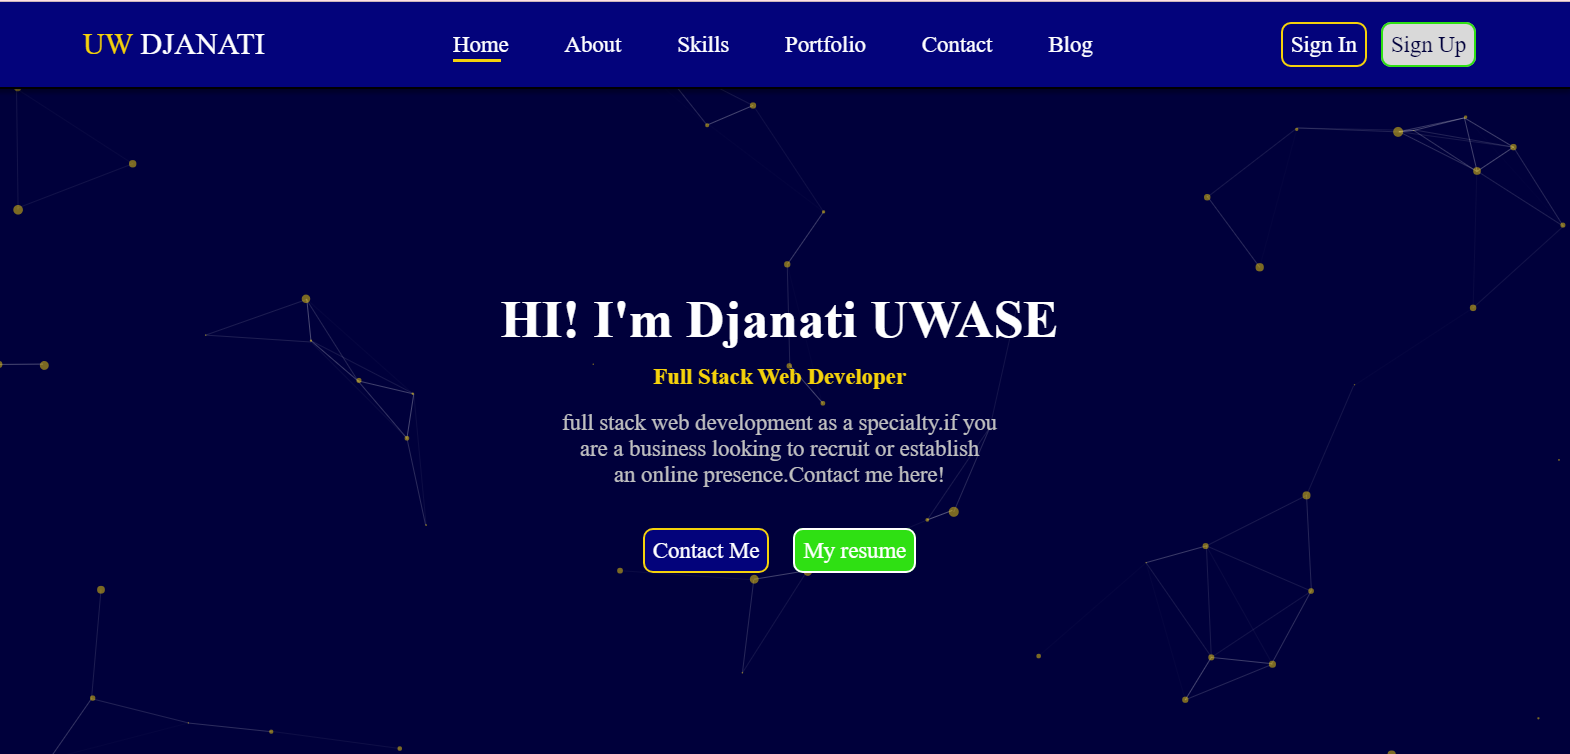 UW DJANATI
Home About Skills Portfolio Contact Blog
Sign In Sign Up
HI! I'm Djanati UWASE
Full Stack Web Developer
full stack web development as a specialty.if you
are a business looking to recruit or establish
an online presence.Contact me here!
Contact Me My resume